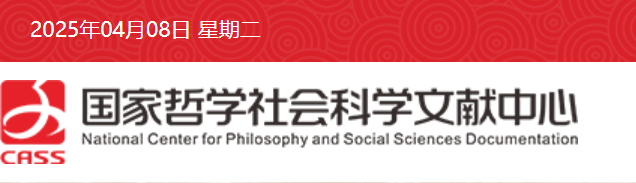 2025年04月08日 星期二
国家哲学社会科学文献中心
National Center for Philosophy and Social Sciences Documentation
CASS